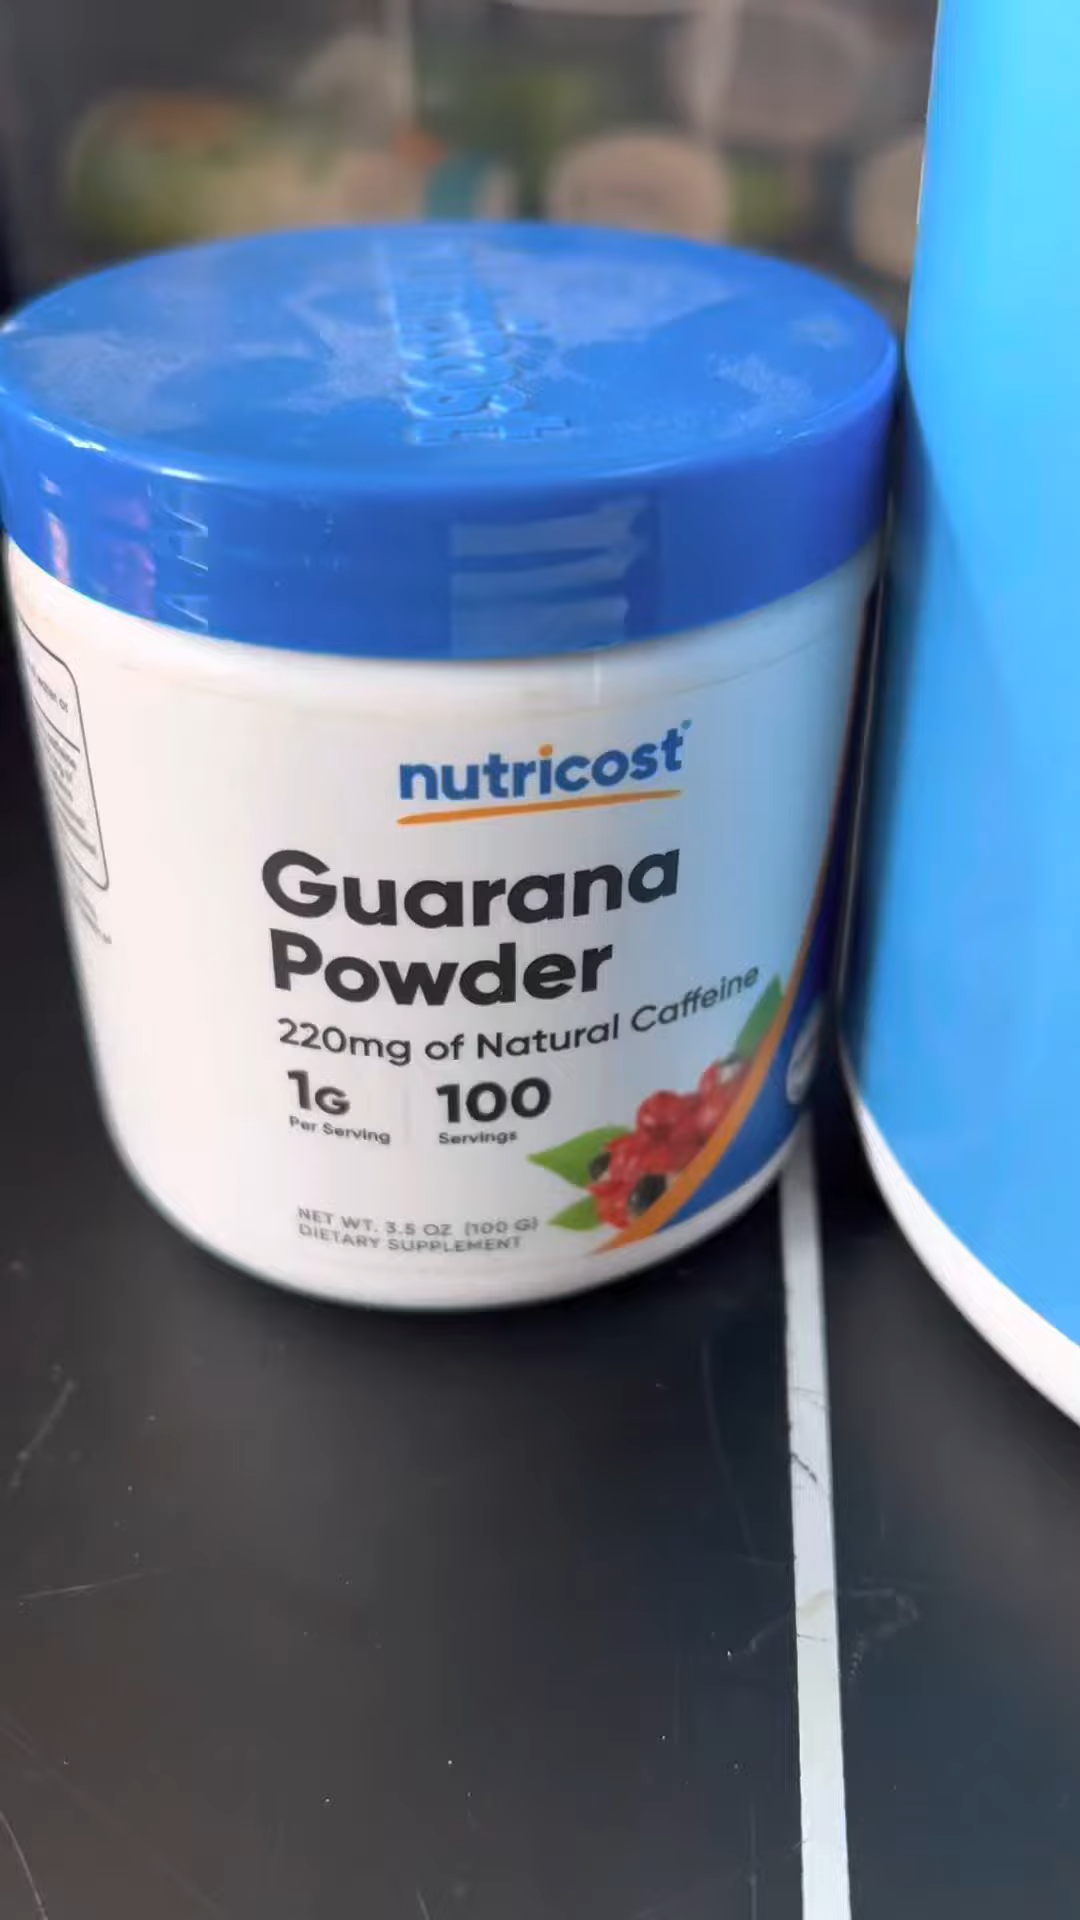 nutricost®
Guarana
Powder
220mg of Natural Caffeine
1G
Per Serving
100
Servings
NET WT. 3.5 OZ (100 G)
DIETARY SUPPLEMENT